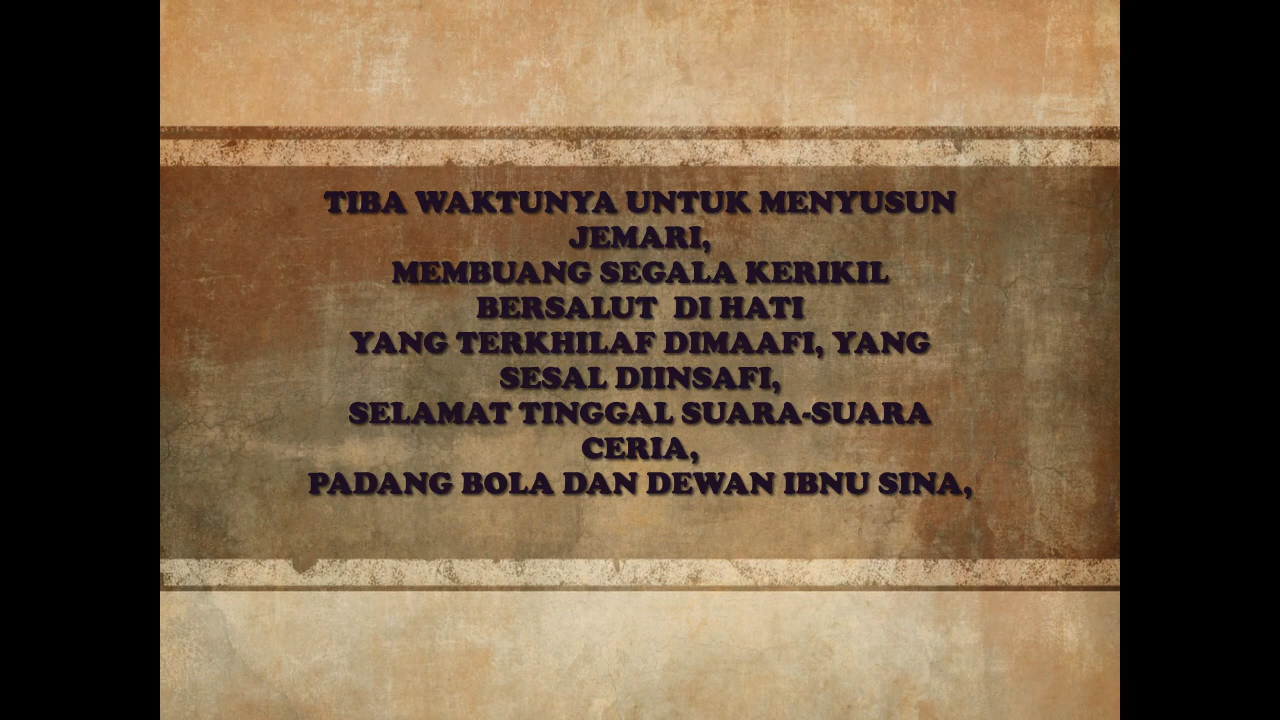 TIBA WAKTUNYA UNTUK MENYUSUN
JEMARI,
MEMBUANG SEGALA KERIKIL
BERSALUT  DI HATI
YANG TERKHILAF DIMAAFI, YANG
SESAL DIINSAFI,
SELAMAT TINGGAL SUARA-SUARA
CERIA,
PADANG BOLA DAN DEWAN IBNU SINA,